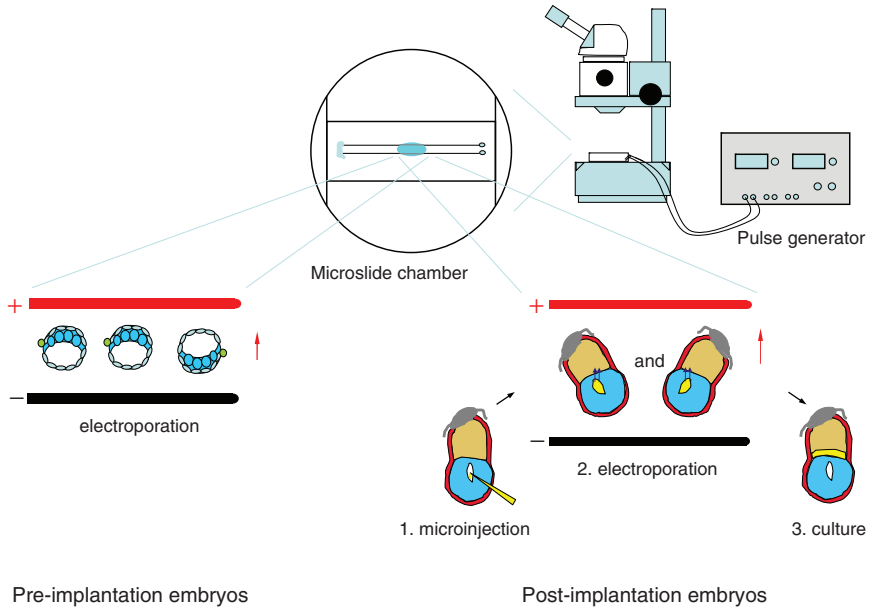 Pulse generator
Microslide chamber
+
+
and
−
−
electroporation
2. electroporation
1. microinjection
3. culture
Pre-implantation embryos
Post-implantation embryos